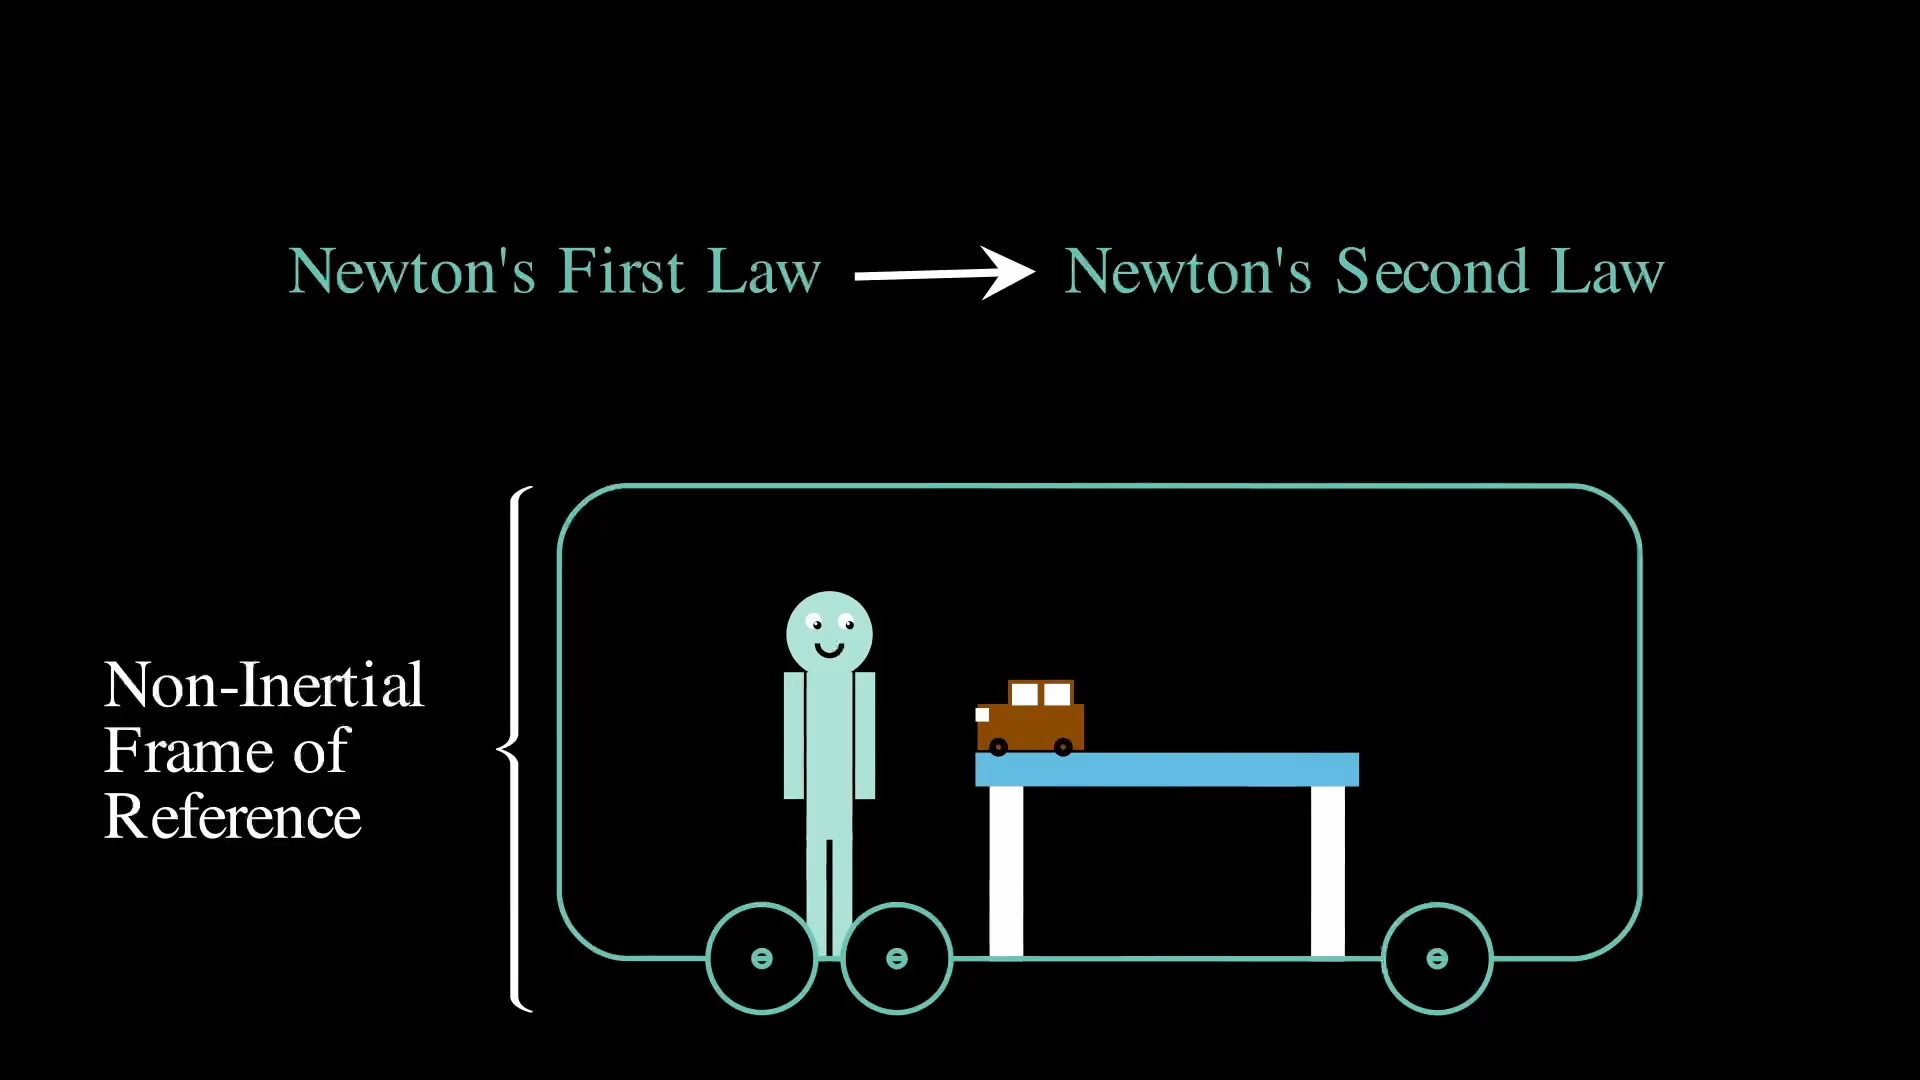 Newton's First Law → Newton's Second Law
Non-Inertial
Frame of
Reference